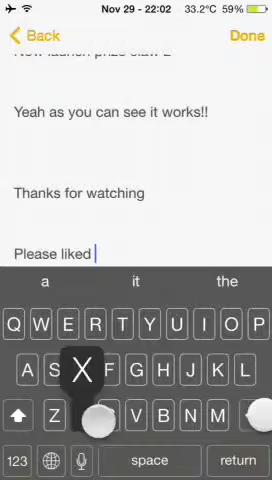 Nov 29 - 22:02 33.2°C 59%
Back Done
Yeah as you can see it works!!
Thanks for watching
Please liked
a it the
Q W E R T Y U I O P
A S X F G H J K L
Z V B N M
123 space return